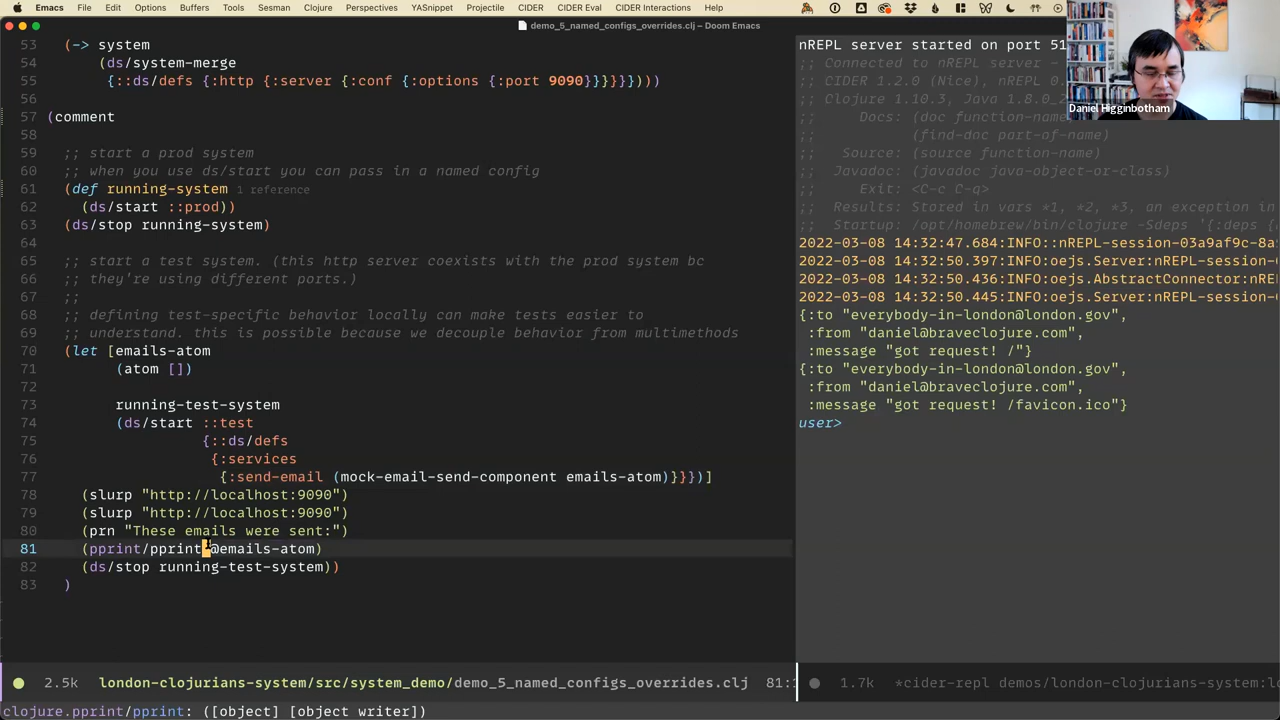 Emacs File Edit Options Buffers Tools Sesman Clojure Perspectives YASnippet Projectile CIDER CIDER Eval CIDER Interactions Help
demo_5_named_configs_overrides.clj – Doom Emacs
53 (-> system
54 (ds/system-merge
55 {::ds/defs {:http {:server {:conf {:options {:port 9090}}}}}})))
56
57 (comment
58
59 ;; start a prod system
60 ;; when you use ds/start you can pass in a named config
61 (def running-system 1 reference
62 (ds/start ::prod))
63 (ds/stop running-system)
64
65 ;; start a test system. (this http server coexists with the prod system bc
66 ;; they're using different ports.)
67 ;;
68 ;; defining test-specific behavior locally can make tests easier to
69 ;; understand. this is possible because we decouple behavior from multimethods
70 (let [emails-atom
71 (atom [])
72
73 running-test-system
74 (ds/start ::test
75 {::ds/defs
76 {:services
77 {:send-email (mock-email-send-component emails-atom)}}})]
78 (slurp "http://localhost:9090")
79 (slurp "http://localhost:9090")
80 (prn "These emails were sent:")
81 (pprint/pprint @emails-atom)
82 (ds/stop running-test-system))
83 )
2.5k london-clojurians-system/src/system_demo/demo_5_named_configs_overrides.clj 81:1
clojure.pprint/pprint: ([object] [object writer])
nREPL server started on port 51
;; Connected to nREPL server -
;; CIDER 1.2.0 (Nice), nREPL 0.
;; Clojure 1.10.3, Java 1.8.0_2
;; Docs: (doc function-name
;; (find-doc part-of-name)
;; Source: (source function-name)
;; Javadoc: (javadoc java-object-or-class)
;; Exit: <C-c C-q>
;; Results: Stored in vars *1, *2, *3, an exception in
;; Startup: /opt/homebrew/bin/clojure -Sdeps '{:deps {
2022-03-08 14:32:47.684:INFO::nREPL-session-03a9af9c-8a
2022-03-08 14:32:50.397:INFO:oejs.Server:nREPL-session-
2022-03-08 14:32:50.436:INFO:oejs.AbstractConnector:nRE
2022-03-08 14:32:50.445:INFO:oejs.Server:nREPL-session-
{:to "everybody-in-london@london.gov",
:from "daniel@braveclojure.com",
:message "got request! /"}
{:to "everybody-in-london@london.gov",
:from "daniel@braveclojure.com",
:message "got request! /favicon.ico"}
user>
1.7k *cider-repl demos/london-clojurians-system:lo
Daniel Higginbotham